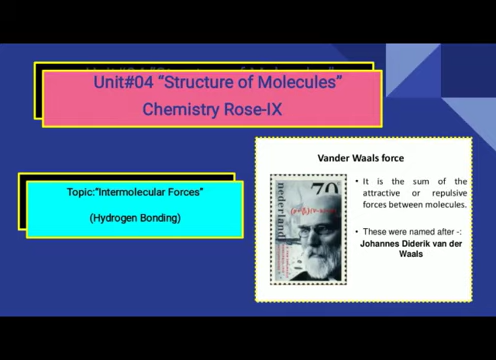 Unit#04 “Structure of Molecules”
Chemistry Rose-IX
Topic:“Intermolecular Forces”
(Hydrogen Bonding)
Vander Waals force
• It is the sum of the
attractive or repulsive
forces between molecules.
• These were named after -:
Johannes Diderik van der
Waals
70
nederland